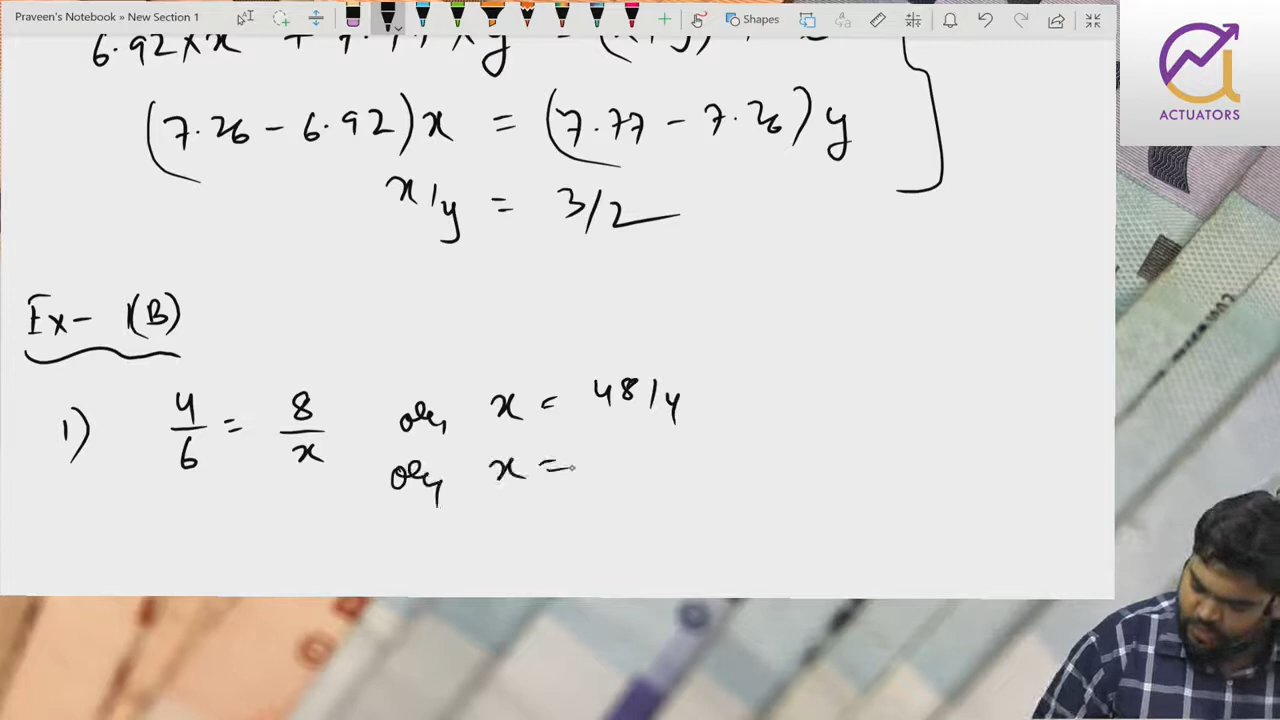 Praveen's Notebook » New Section 1
Shapes
ACTUATORS
6.92 x x +
(7.26 - 6.92) x = (7.77 - 7.26) y
x/y = 3/2
Ex- 1(B)
1) 4/6 = 8/x or, x = 48/4
or, x =